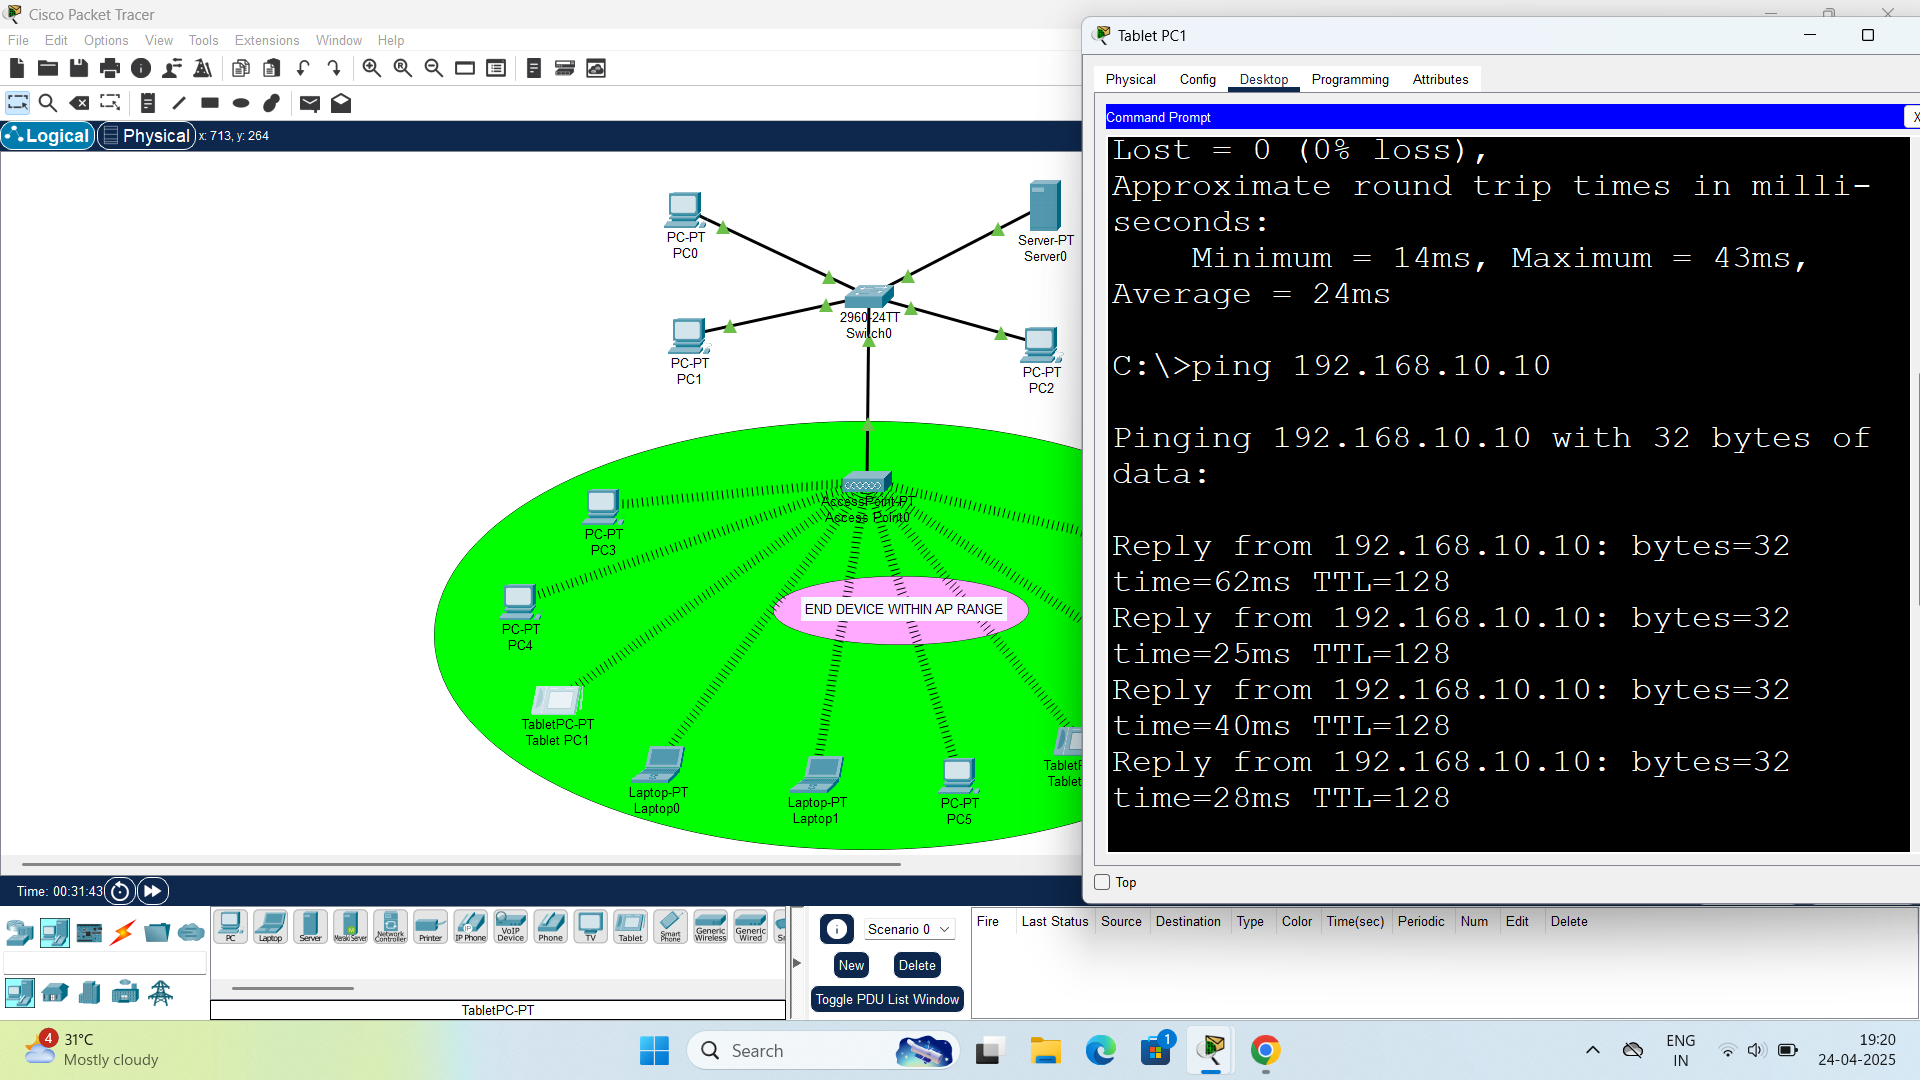 Cisco Packet Tracer
File Edit Options View Tools Extensions Window Help
Logical Physical x: 713, y: 264
PC-PT
PC0
Server-PT
Server0
2960-24TT
Switch0
PC-PT
PC1
PC-PT
PC2
AccessPoint-PT
Access Point0
PC-PT
PC3
END DEVICE WITHIN AP RANGE
PC-PT
PC4
TabletPC-PT
Tablet PC1
Laptop-PT
Laptop0
Laptop-PT
Laptop1
PC-PT
PC5
Tablet
Tablet
Tablet PC1
Physical Config Desktop Programming Attributes
Command Prompt X
Lost = 0 (0% loss),
Approximate round trip times in milli-
seconds:
Minimum = 14ms, Maximum = 43ms,
Average = 24ms
C:\>ping 192.168.10.10
Pinging 192.168.10.10 with 32 bytes of
data:
Reply from 192.168.10.10: bytes=32
time=62ms TTL=128
Reply from 192.168.10.10: bytes=32
time=25ms TTL=128
Reply from 192.168.10.10: bytes=32
time=40ms TTL=128
Reply from 192.168.10.10: bytes=32
time=28ms TTL=128
Top
Time: 00:31:43
PC Laptop Server Meraki Server Network Controller Printer IP Phone VoIP Device Phone TV Tablet Smart Phone Generic Wireless Generic Wired
TabletPC-PT
Scenario 0
New Delete
Toggle PDU List Window
Fire Last Status Source Destination Type Color Time(sec) Periodic Num Edit Delete
4
31°C
Mostly cloudy
Search
1
ENG
IN
19:20
24-04-2025